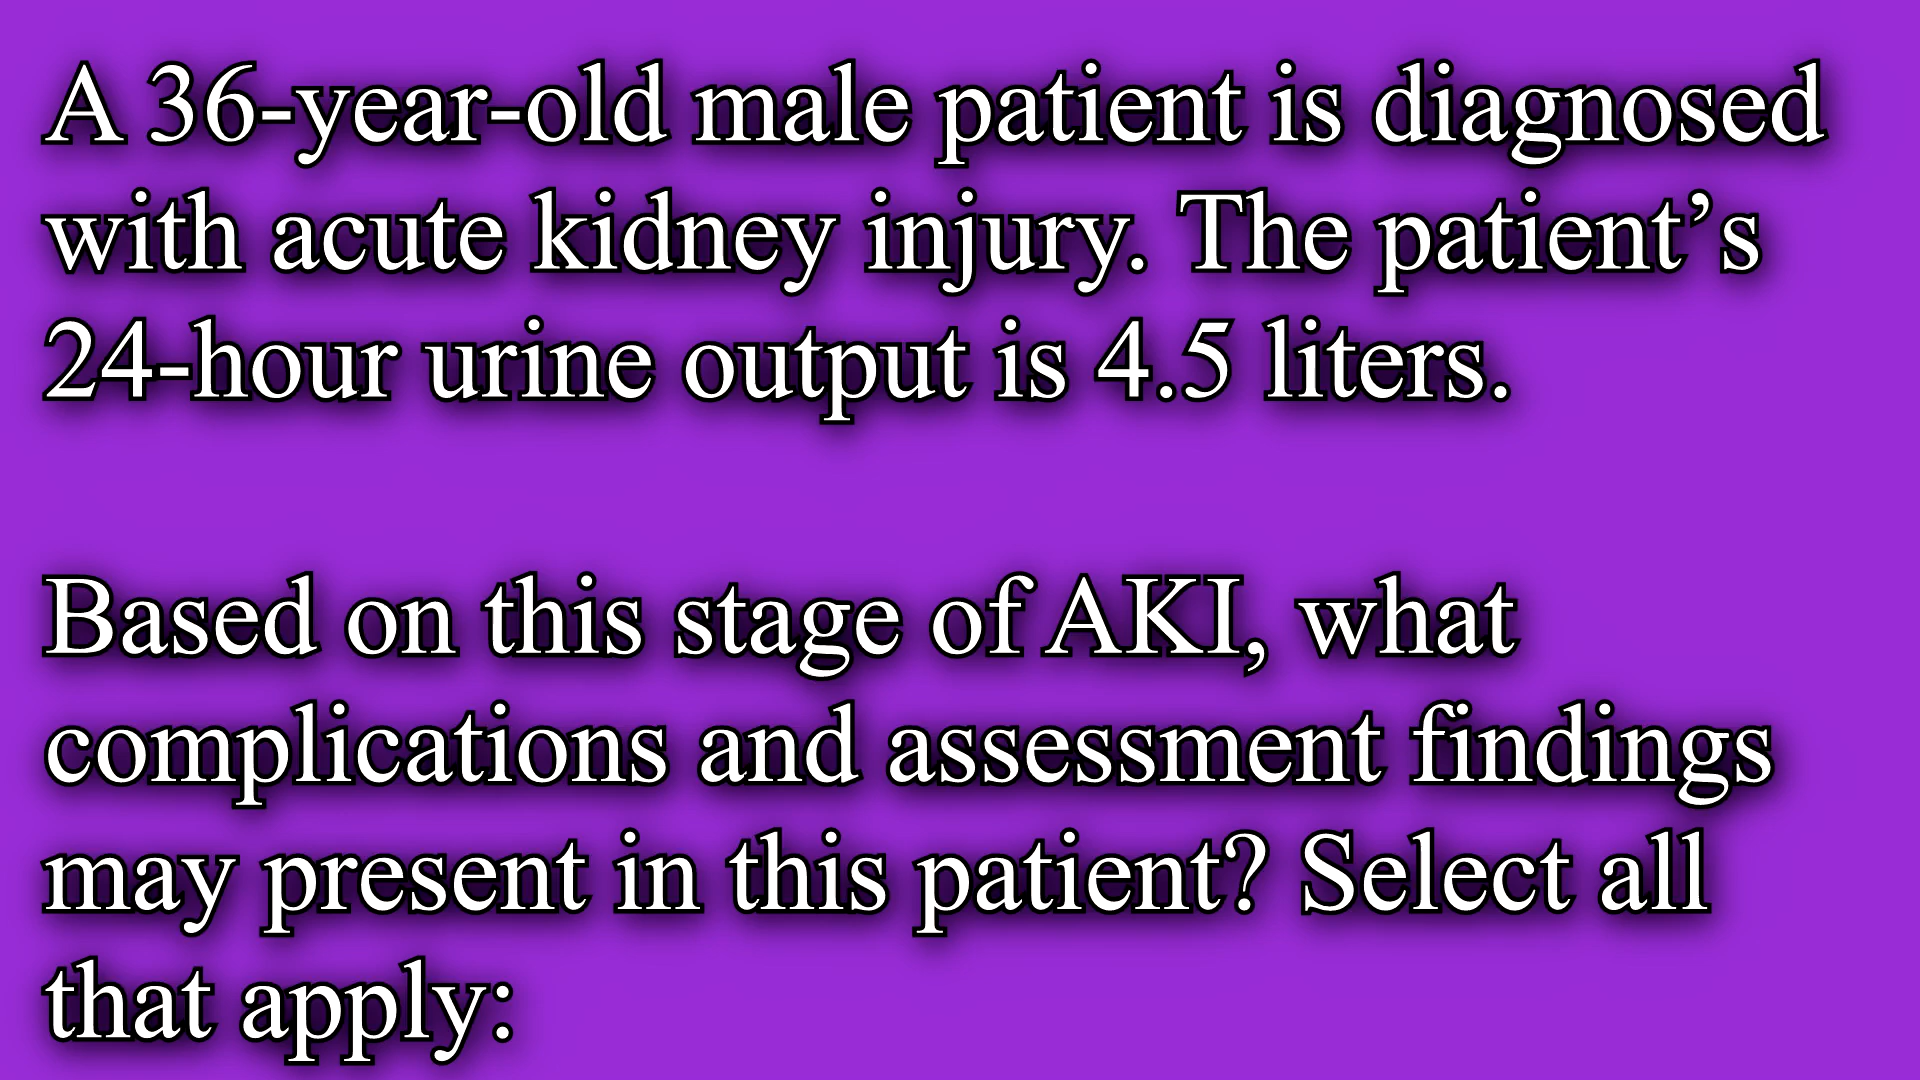 A 36-year-old male patient is diagnosed
with acute kidney injury. The patient’s
24-hour urine output is 4.5 liters.
Based on this stage of AKI, what
complications and assessment findings
may present in this patient? Select all
that apply: